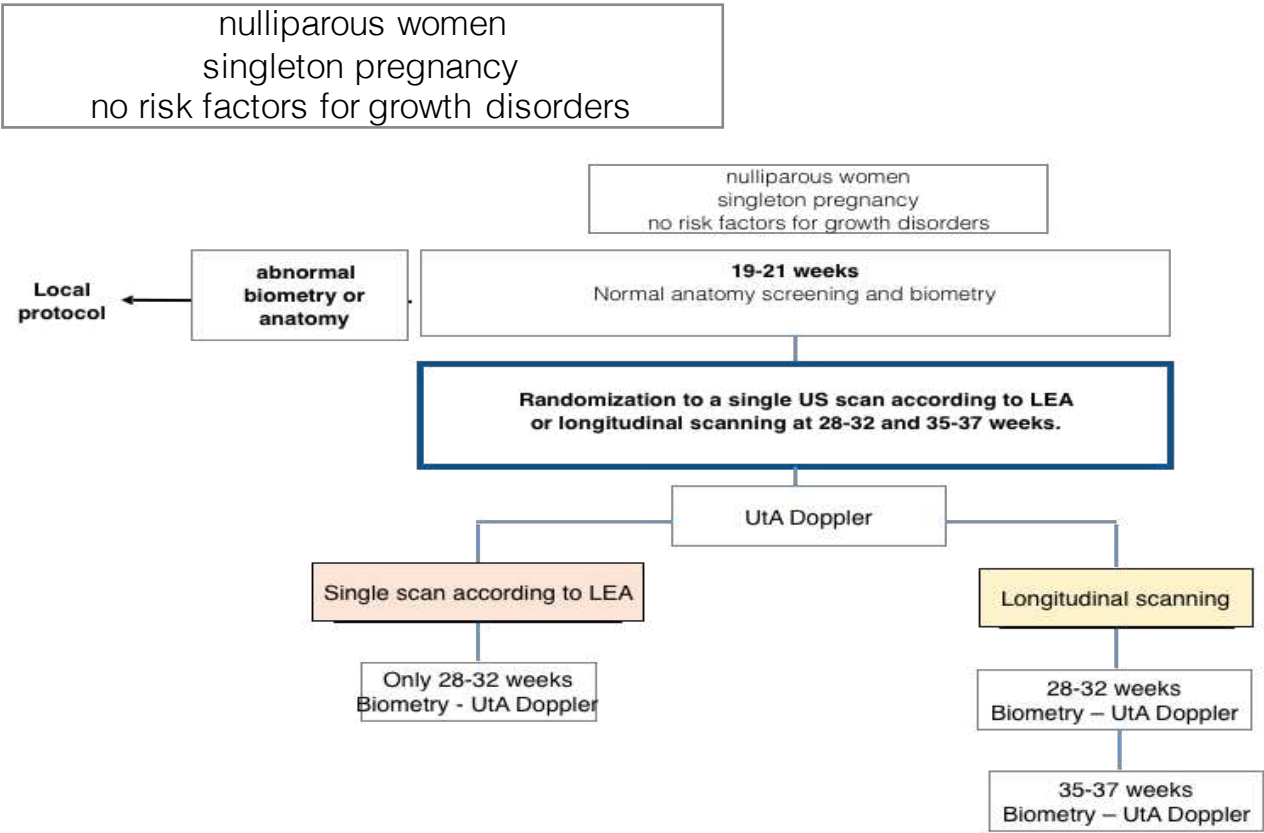 nulliparous women
singleton pregnancy
no risk factors for growth disorders
nulliparous women
singleton pregnancy
no risk factors for growth disorders
19-21 weeks
Normal anatomy screening and biometry
abnormal
biometry or
anatomy
Local
protocol
Randomization to a single US scan according to LEA
or longitudinal scanning at 28-32 and 35-37 weeks.
UtA Doppler
Single scan according to LEA
Only 28-32 weeks
Biometry - UtA Doppler
Longitudinal scanning
28-32 weeks
Biometry – UtA Doppler
35-37 weeks
Biometry – UtA Doppler